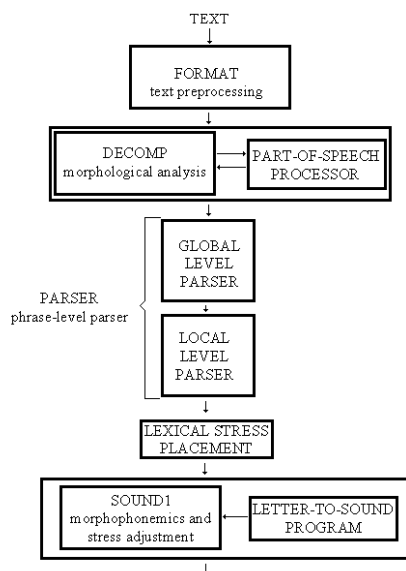 TEXT
FORMAT
text preprocessing
DECOMP
morphological analysis
PART-OF-SPEECH
PROCESSOR
GLOBAL
LEVEL
PARSER
PARSER
phrase-level parser
LOCAL
LEVEL
PARSER
LEXICAL STRESS
PLACEMENT
SOUND1
morphophonemics and
stress adjustment
LETTER-TO-SOUND
PROGRAM